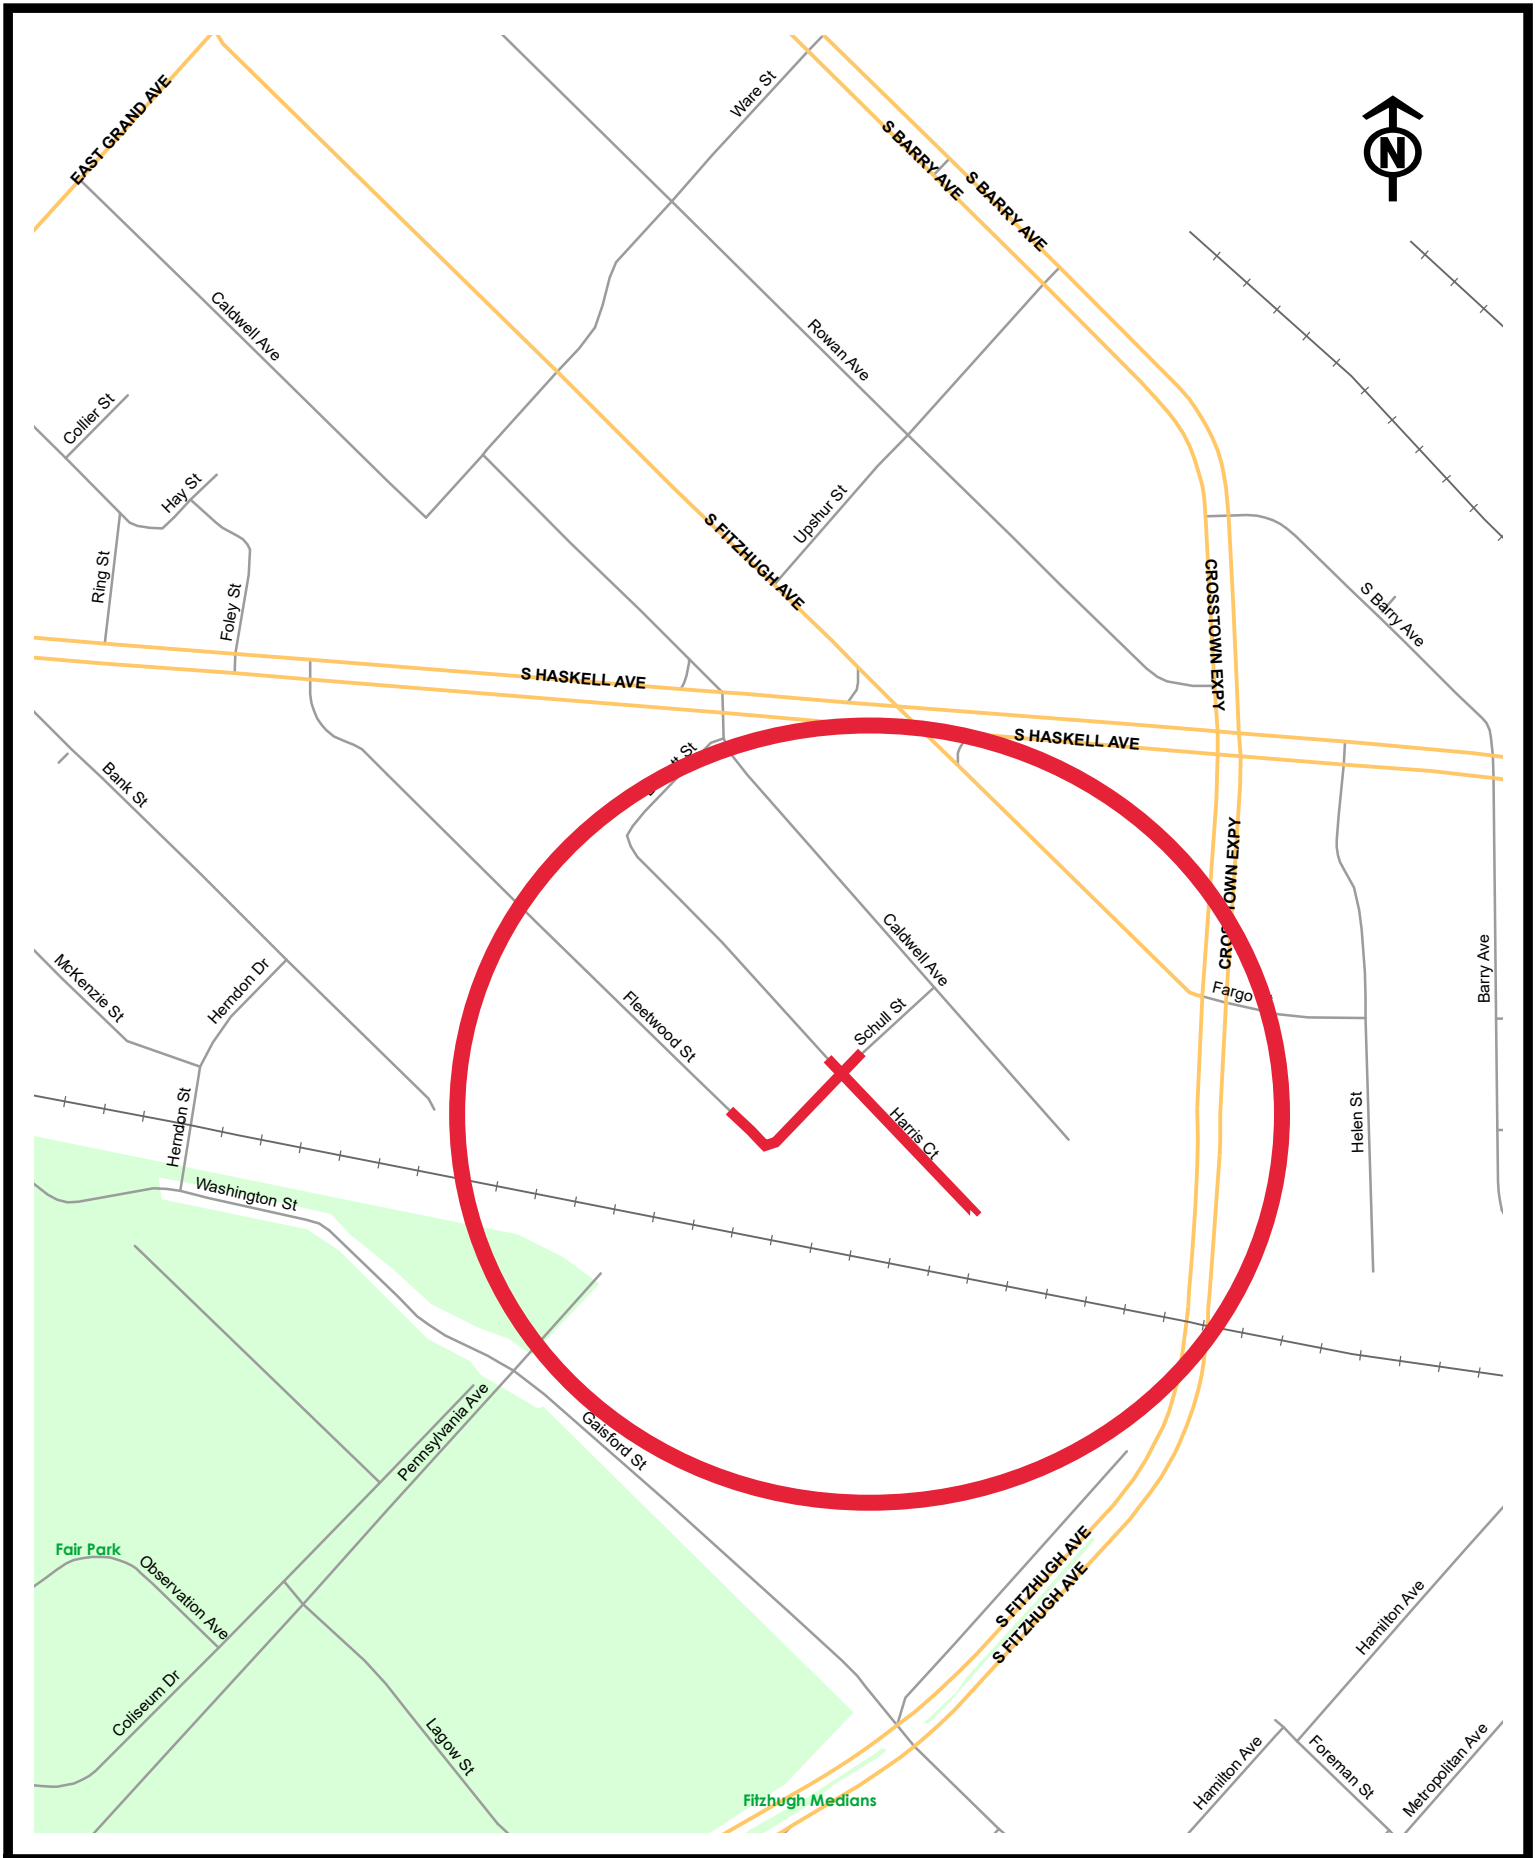 EAST GRAND AVE
Ware St
S BARRY AVE
S BARRY AVE
N
Caldwell Ave
Rowan Ave
Collier St
Hay St
Upshur St
S FITZHUGH AVE
Ring St
Foley St
CROSSTOWN EXPY
S Barry Ave
S HASKELL AVE
S HASKELL AVE
Bank St
St
CROSSTOWN EXPY
Caldwell Ave
Barry Ave
McKenzie St
Herndon Dr
Fleetwood St
Schull St
Fargo
Herndon St
Harris Ct
Helen St
Washington St
Pennsylvania Ave
Gaisford St
Fair Park
Observation Ave
S FITZHUGH AVE
S FITZHUGH AVE
Hamilton Ave
Coliseum Dr
Lagow St
Hamilton Ave
Foreman St
Metropolitan Ave
Fitzhugh Medians